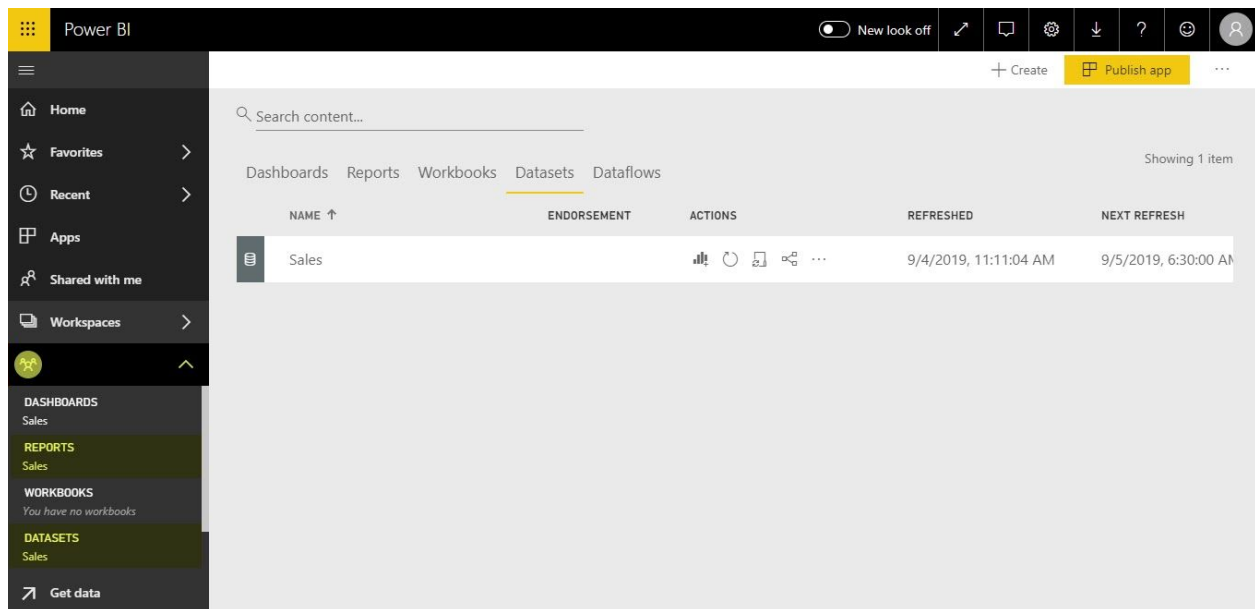 Power BI
New look off
?
+ Create
Publish app
...
Home
Favorites
Recent
Apps
Shared with me
Workspaces
DASHBOARDS
Sales
REPORTS
Sales
WORKBOOKS
You have no workbooks
DATASETS
Sales
Get data
Search content...
Showing 1 item
Dashboards Reports Workbooks Datasets Dataflows
NAME ↑ ENDORSEMENT ACTIONS REFRESHED NEXT REFRESH
Sales ... 9/4/2019, 11:11:04 AM 9/5/2019, 6:30:00 AM